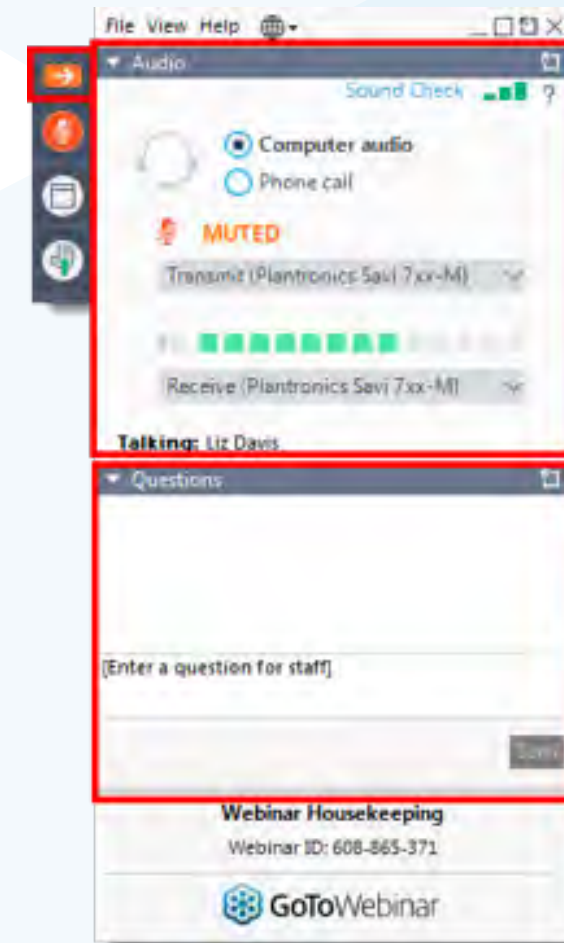 File View Help
Audio
Sound Check ?
Computer audio
Phone call
MUTED
Transmit (Plantronics Savi 7xx-M)
Receive (Plantronics Savi 7xx-M)
Talking: Liz Davis
Questions
[Enter a question for staff]
Send
Webinar Housekeeping
Webinar ID: 608-865-371
GoToWebinar